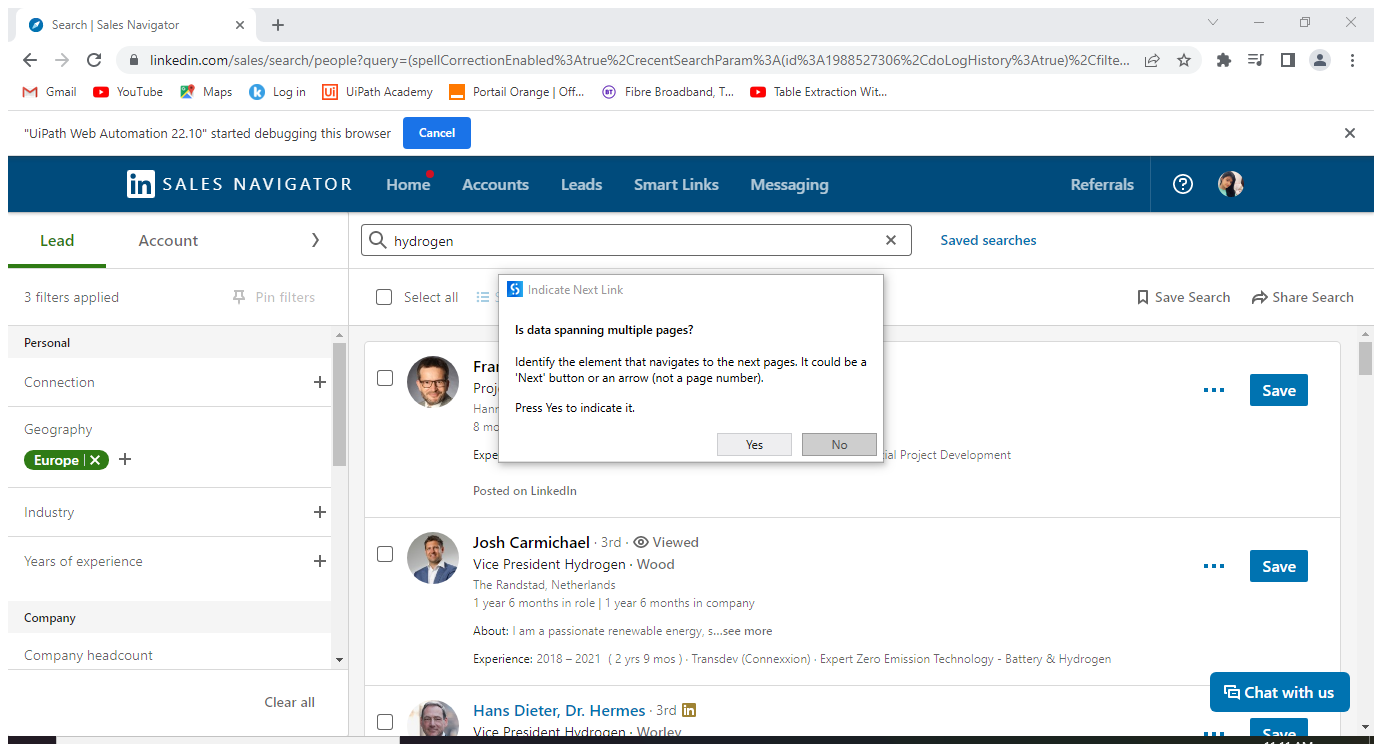 Search | Sales Navigator
linkedin.com/sales/search/people?query=(spellCorrectionEnabled%3Atrue%2CrecentSearchParam%3A(id%3A1988527306%2CdoLogHistory%3Atrue)%2Cfilte...
Gmail YouTube Maps Log in UiPath Academy Portail Orange | Off... Fibre Broadband, T... Table Extraction Wit...
"UiPath Web Automation 22.10" started debugging this browser Cancel
in SALES NAVIGATOR Home Accounts Leads Smart Links Messaging Referrals
Lead Account
hydrogen
Saved searches
3 filters applied Pin filters
Select all
Save Search Share Search
Personal
Connection
Geography
Europe
Industry
Years of experience
Company
Company headcount
Clear all
Indicate Next Link
Is data spanning multiple pages?
Identify the element that navigates to the next pages. It could be a
'Next' button or an arrow (not a page number).
Press Yes to indicate it.
Yes No
Save
Project Development
Posted on LinkedIn
Josh Carmichael · 3rd · Viewed
Vice President Hydrogen · Wood
The Randstad, Netherlands
1 year 6 months in role | 1 year 6 months in company
About: I am a passionate renewable energy, s...see more
Experience: 2018 – 2021 ( 2 yrs 9 mos ) · Transdev (Connexxion) · Expert Zero Emission Technology - Battery & Hydrogen
Save
Hans Dieter, Dr. Hermes · 3rd in
Vice President Hydrogen · Worley
Save
Chat with us